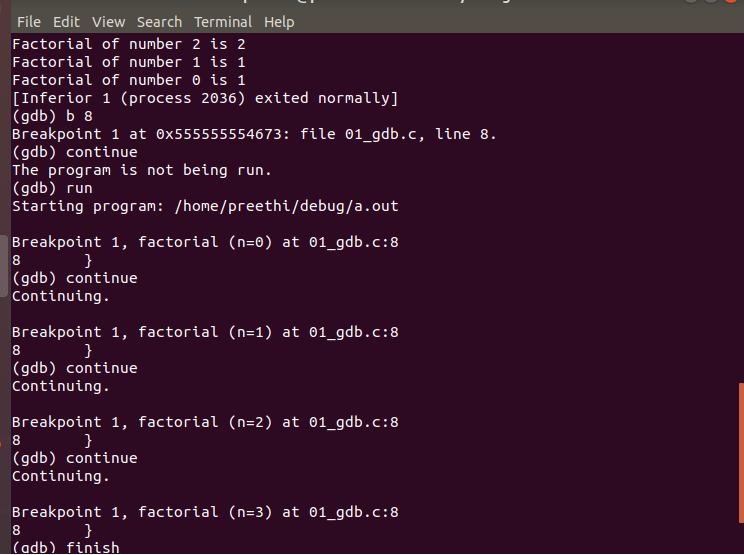 File Edit View Search Terminal Help
Factorial of number 2 is 2
Factorial of number 1 is 1
Factorial of number 0 is 1
[Inferior 1 (process 2036) exited normally]
(gdb) b 8
Breakpoint 1 at 0x555555554673: file 01_gdb.c, line 8.
(gdb) continue
The program is not being run.
(gdb) run
Starting program: /home/preethi/debug/a.out

Breakpoint 1, factorial (n=0) at 01_gdb.c:8
8       }
(gdb) continue
Continuing.

Breakpoint 1, factorial (n=1) at 01_gdb.c:8
8       }
(gdb) continue
Continuing.

Breakpoint 1, factorial (n=2) at 01_gdb.c:8
8       }
(gdb) continue
Continuing.

Breakpoint 1, factorial (n=3) at 01_gdb.c:8
8       }
(gdb) finish